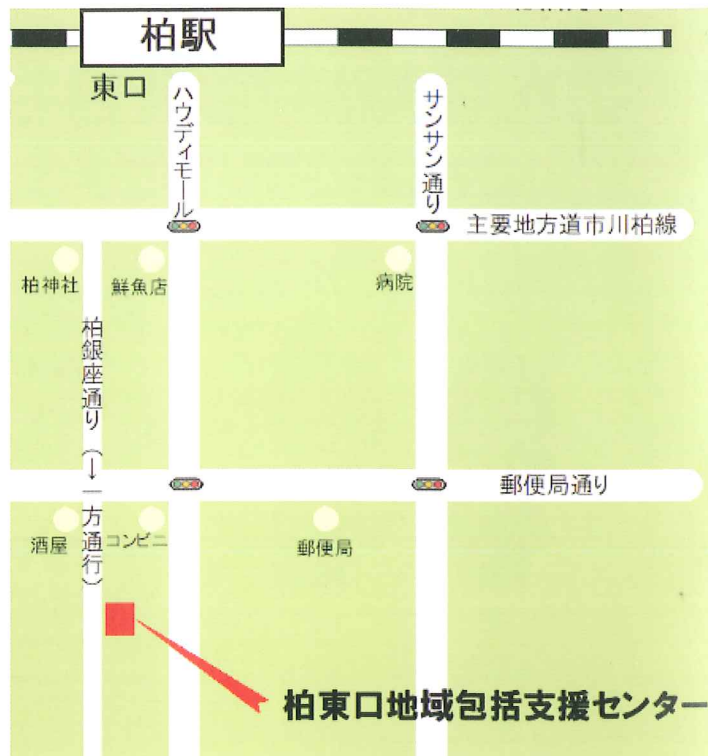 柏駅
東口
ハウディモール
サンサン通り
主要地方道市川柏線
柏神社
鮮魚店
病院
柏銀座通り(→一方通行)
郵便局通り
酒屋
コンビニ
郵便局
柏東口地域包括支援センター